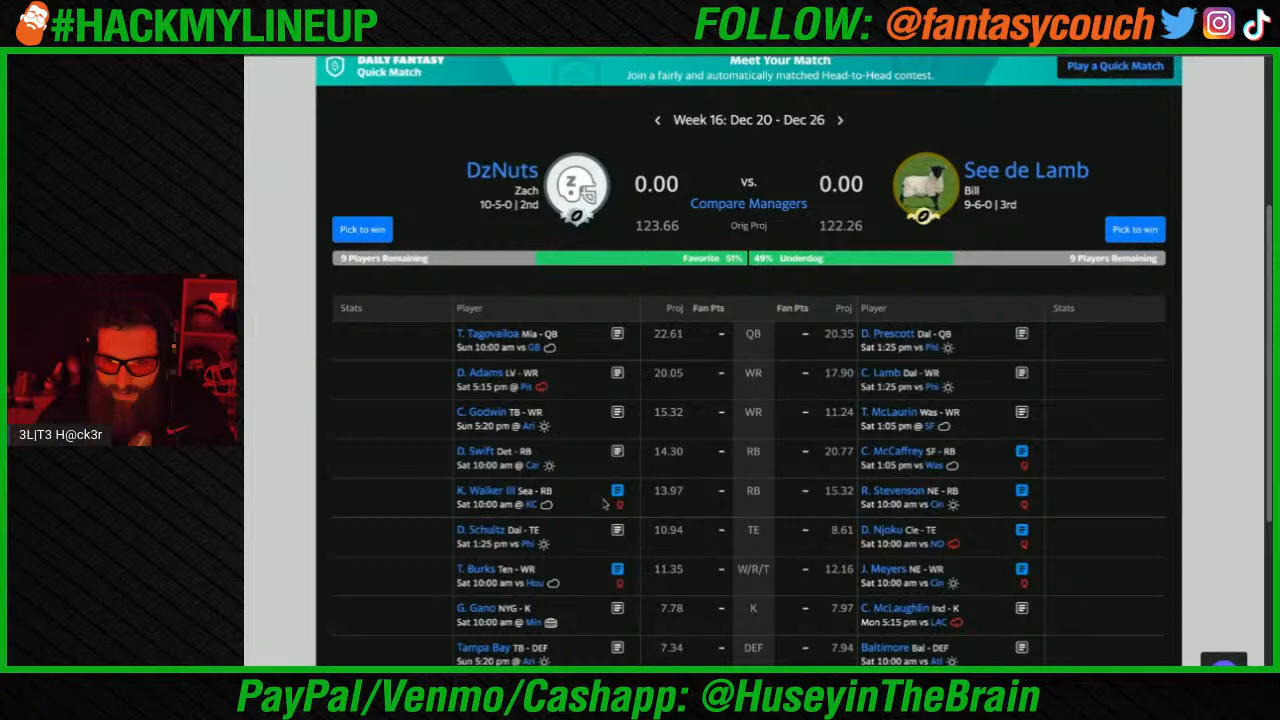 #HACKMYLINEUP
FOLLOW: @fantasycouch
DAILY FANTASY
Quick Match
Meet Your Match
Join a fairly and automatically matched Head-to-Head contest.
Play a Quick Match
Week 16: Dec 20 - Dec 26
DzNuts
Zach
10-5-0 | 2nd
Z
0.00
123.66
vs.
Compare Managers
Orig Proj
0.00
122.26
See de Lamb
Bill
9-6-0 | 3rd
Pick to win
Pick to win
9 Players Remaining
Favorite 51%
49% Underdog
9 Players Remaining
Stats Player Proj Fan Pts Fan Pts Proj Player Stats
T. Tagovailoa Mia - QB 22.61 – QB – 20.35 D. Prescott Dal - QB
Sun 10:00 am vs GB Sat 1:25 pm vs Phi
D. Adams LV - WR 20.05 – WR – 17.90 C. Lamb Dal - WR
Sat 5:15 pm @ Pit Sat 1:25 pm vs Phi
C. Godwin TB - WR 15.32 – WR – 11.24 T. McLaurin Was - WR
Sun 5:20 pm @ Ari Sat 1:05 pm @ SF
D. Swift Det - RB 14.30 – RB – 20.77 C. McCaffrey SF - RB
Sat 10:00 am @ Car Sat 1:05 pm vs Was Q
K. Walker III Sea - RB 13.97 – RB – 15.32 R. Stevenson NE - RB
Sat 10:00 am @ KC Q Sat 10:00 am vs Cin Q
D. Schultz Dal - TE 10.94 – TE – 8.61 D. Njoku Cle - TE
Sat 1:25 pm vs Phi Sat 10:00 am vs NO Q
T. Burks Ten - WR 11.35 – W/R/T – 12.16 J. Meyers NE - WR
Sat 10:00 am vs Hou Q Sat 10:00 am vs Cin Q
G. Gano NYG - K 7.78 – K – 7.97 C. McLaughlin Ind - K
Sat 10:00 am @ Min Mon 5:15 pm vs LAC
Tampa Bay TB - DEF 7.34 – DEF – 7.94 Baltimore Bal - DEF
Sun 5:20 pm @ Ari Sat 10:00 am vs Atl
3L|T3 H@ck3r
PayPal/Venmo/Cashapp: @HuseyinTheBrain